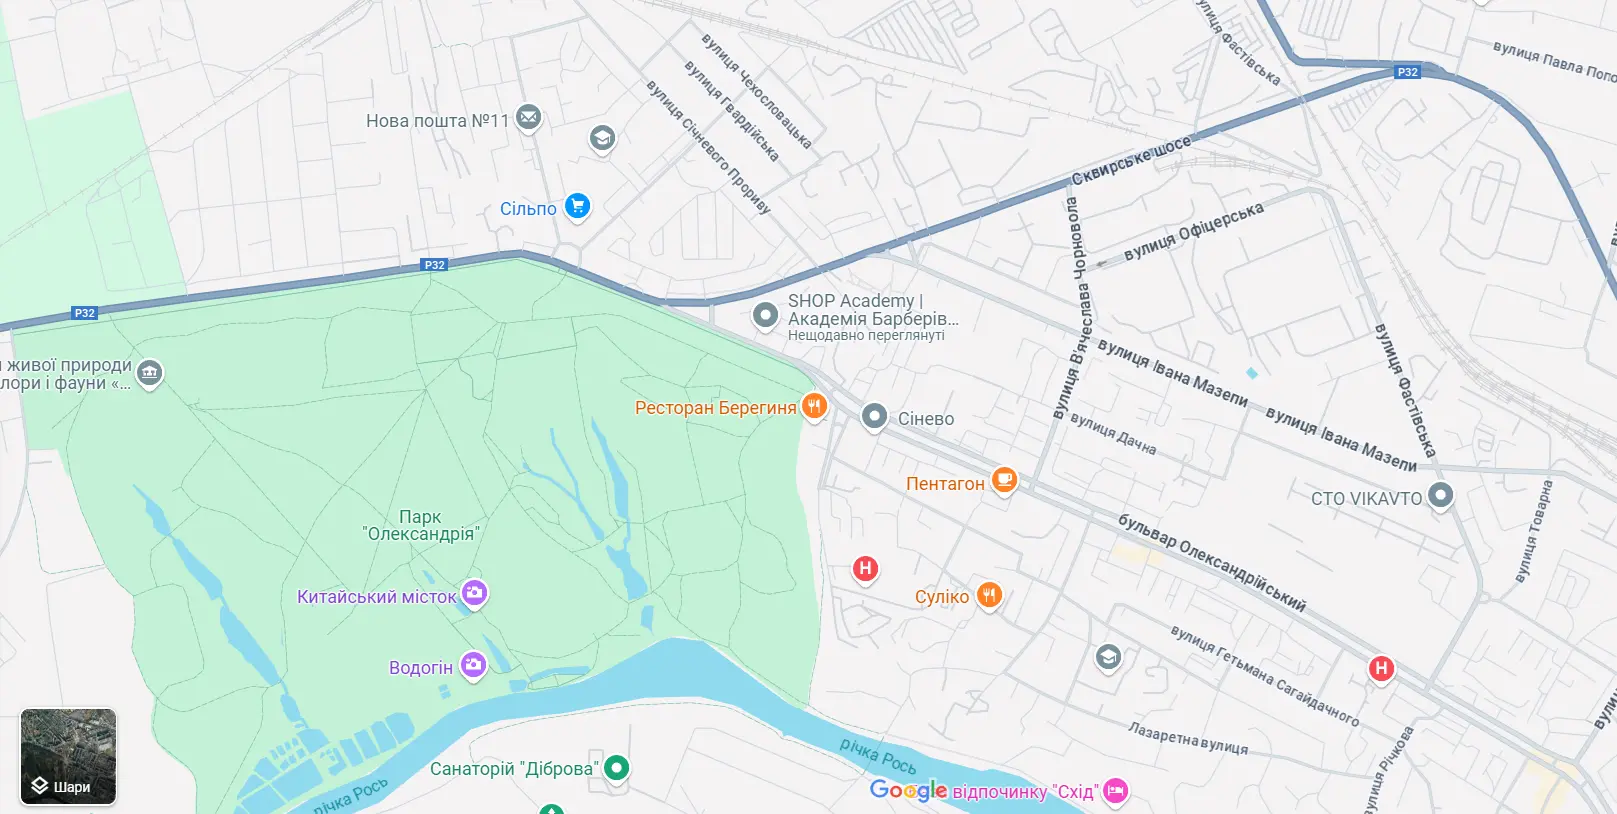 вулиця Фастівська
вулиця Павла Попо
P32
вулиця Чехословацька
вулиця Гвардійська
вулиця Січневого Прориву
Нова пошта №11
Сквирське шосе
Сільпо
вулиця Офіцерська
вулиця В'ячеслава Чорновола
P32
P32
SHOP Academy |
Академія Барберів...
Нещодавно переглянуті
живої природи
лори і фауни «...
вулиця Івана Мазепи
вулиця Івана Мазепи
вулиця Фастівська
Ресторан Берегиня
Сінево
вулиця Дачна
Пентагон
СТО VIKAVTO
вулиця Товарна
Парк
"Олександрія"
бульвар Олександрійський
Китайський місток
Суліко
Водогін
вулиця Гетьмана Сагайдачного
Лазаретна вулиця
вулиця Річкова
річка Рось
річка Рось
Санаторій "Діброва"
Google
відпочинку "Схід"
Шари
H
H